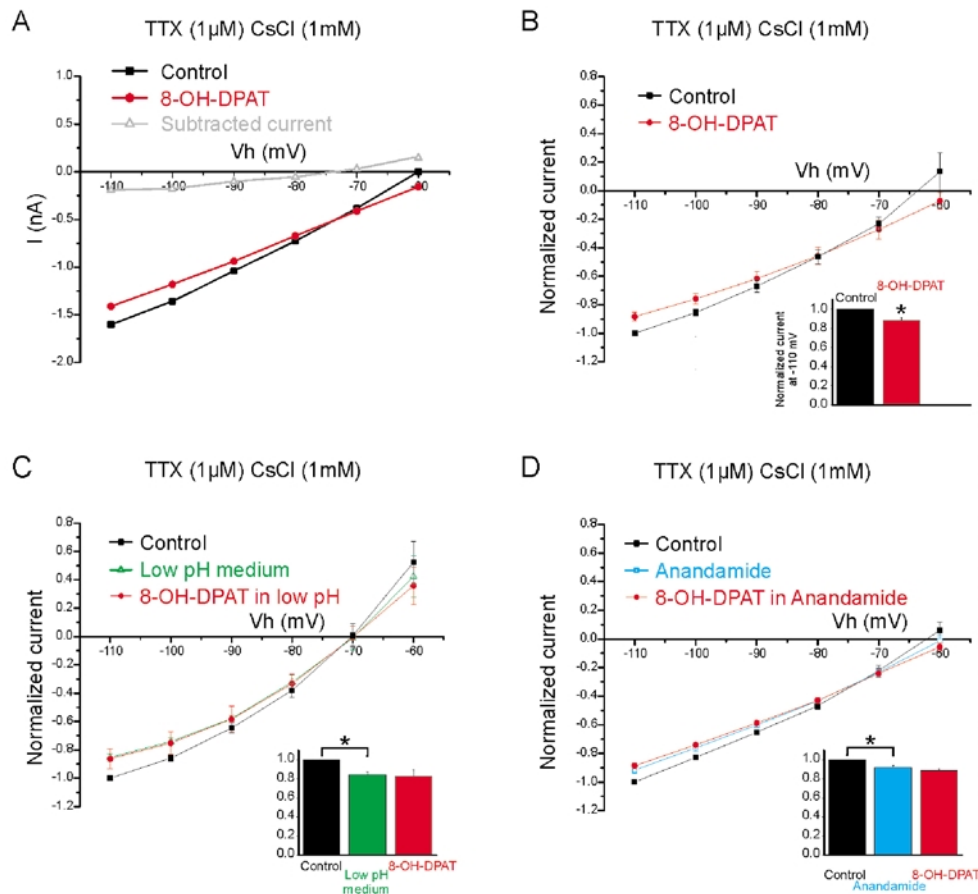 A
TTX (1µM) CsCl (1mM)
Control
8-OH-DPAT
Subtracted current
Vh (mV)
I (nA)
1.0
0.5
0.0
-0.5
-1.0
-1.5
-2.0
-110 -100 -90 -80 -70 -60
B
TTX (1µM) CsCl (1mM)
Control
8-OH-DPAT
Vh (mV)
Normalized current
0.8
0.6
0.4
0.2
0.0
-0.2
-0.4
-0.6
-0.8
-1.0
-1.2
-110 -100 -90 -80 -70 -60
8-OH-DPAT
Control
*
Normalized current
at -110 mV
1.0
0.8
0.6
0.4
0.2
0.0
C
TTX (1µM) CsCl (1mM)
Control
Low pH medium
8-OH-DPAT in low pH
Vh (mV)
Normalized current
0.8
0.6
0.4
0.2
0.0
-0.2
-0.4
-0.6
-0.8
-1.0
-1.2
-110 -100 -90 -80 -70 -60
*
1.0
0.8
0.6
0.4
0.2
0.0
Control 8-OH-DPAT
Low pH
medium
D
TTX (1µM) CsCl (1mM)
Control
Anandamide
8-OH-DPAT in Anandamide
Vh (mV)
Normalized current
0.8
0.6
0.4
0.2
0.0
-0.2
-0.4
-0.6
-0.8
-1.0
-1.2
-110 -100 -90 -80 -70 -60
*
1.0
0.8
0.6
0.4
0.2
0.0
Control 8-OH-DPAT
Anandamide